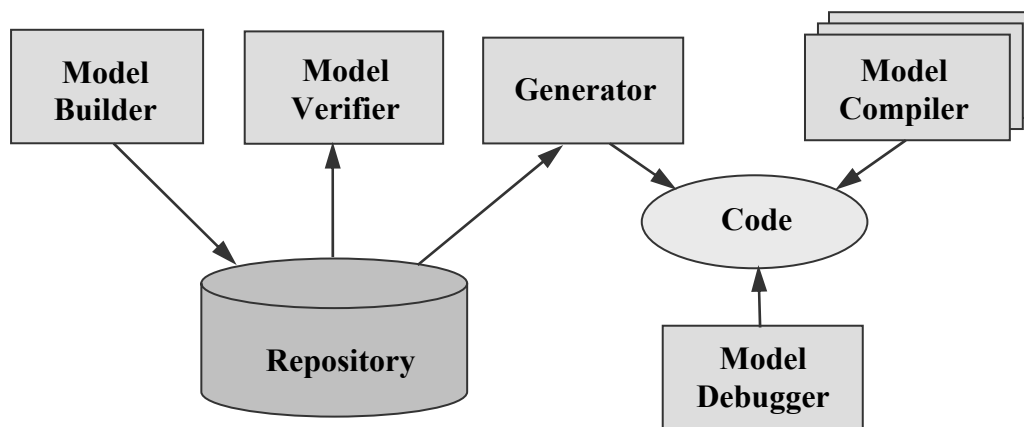 Model
Builder
Model
Verifier
Generator
Model
Compiler
Code
Repository
Model
Debugger